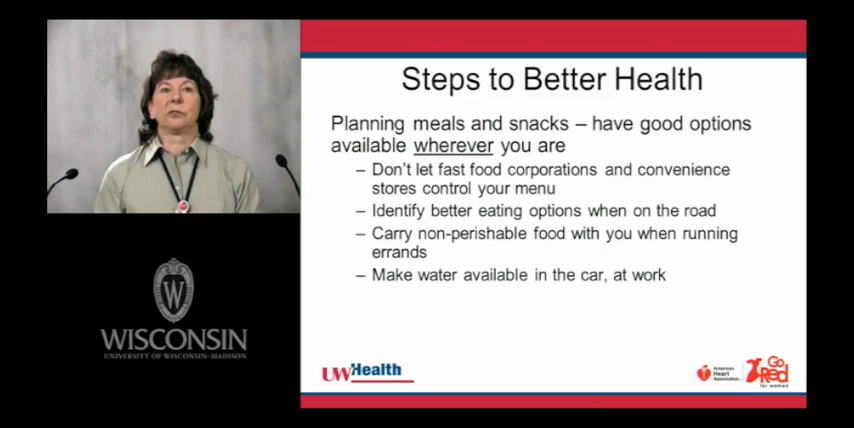 Steps to Better Health
Planning meals and snacks – have good options
available wherever you are
– Don't let fast food corporations and convenience
stores control your menu
– Identify better eating options when on the road
– Carry non-perishable food with you when running
errands
– Make water available in the car, at work
W
WISCONSIN
UNIVERSITY OF WISCONSIN–MADISON
UWHealth
American
Heart
Association
Go
Red
for women